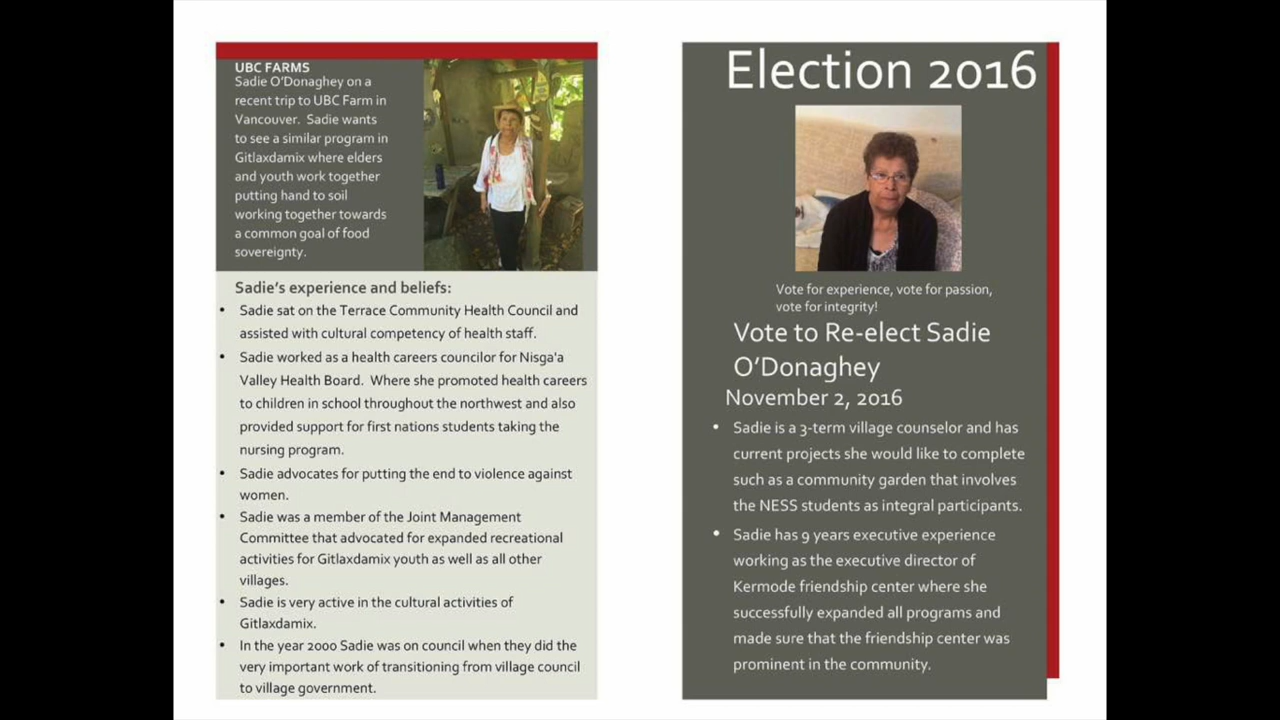 UBC FARMS
Sadie O’Donaghey on a
recent trip to UBC Farm in
Vancouver.  Sadie wants
to see a similar program in
Gitlaxdamix where elders
and youth work together
putting hand to soil
working together towards
a common goal of food
sovereignty.
Sadie’s experience and beliefs:
• Sadie sat on the Terrace Community Health Council and
assisted with cultural competency of health staff.
• Sadie worked as a health careers councilor for Nisga'a
Valley Health Board.  Where she promoted health careers
to children in school throughout the northwest and also
provided support for first nations students taking the
nursing program.
• Sadie advocates for putting the end to violence against
women.
• Sadie was a member of the Joint Management
Committee that advocated for expanded recreational
activities for Gitlaxdamix youth as well as all other
villages.
• Sadie is very active in the cultural activities of
Gitlaxdamix.
• In the year 2000 Sadie was on council when they did the
very important work of transitioning from village council
to village government.
Election 2016
Vote for experience, vote for passion,
vote for integrity!
Vote to Re-elect Sadie
O’Donaghey
November 2, 2016
• Sadie is a 3-term village counselor and has
current projects she would like to complete
such as a community garden that involves
the NESS students as integral participants.
• Sadie has 9 years executive experience
working as the executive director of
Kermode friendship center where she
successfully expanded all programs and
made sure that the friendship center was
prominent in the community.